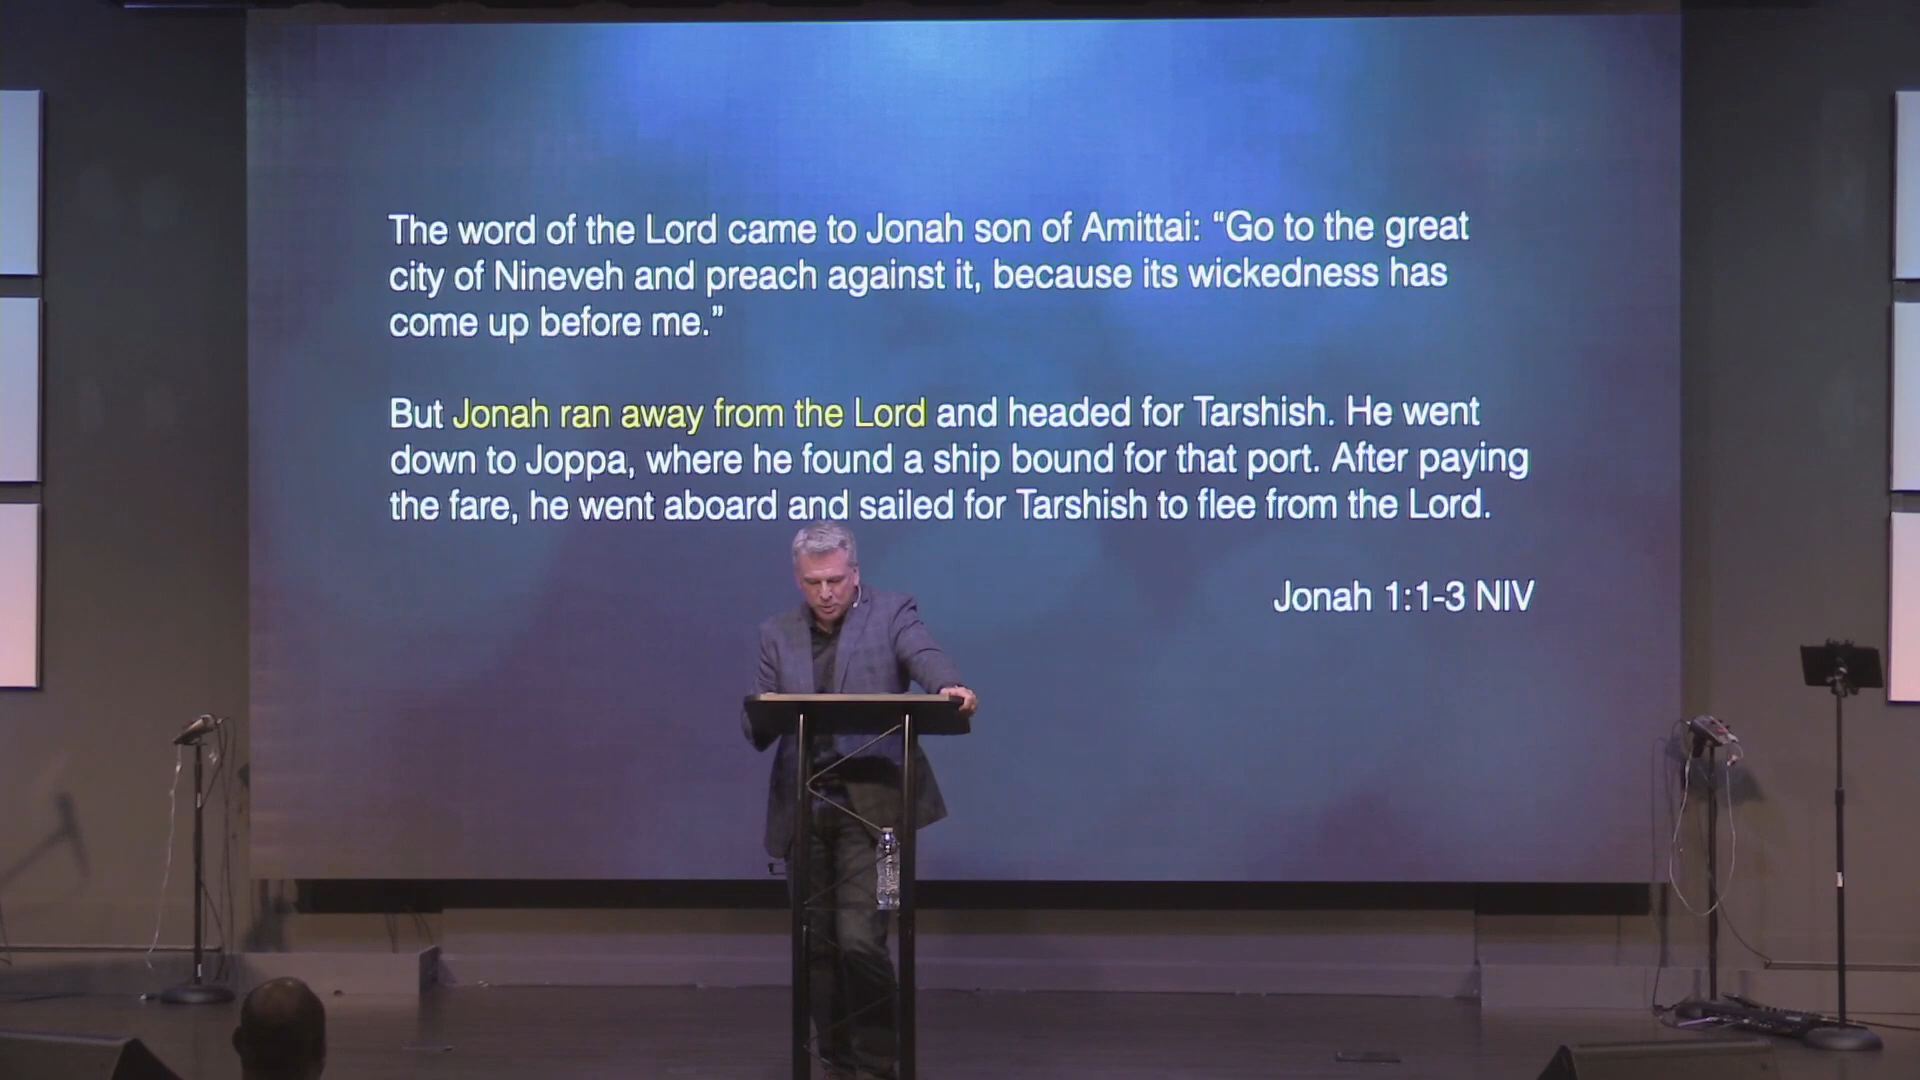 The word of the Lord came to Jonah son of Amittai: “Go to the great
city of Nineveh and preach against it, because its wickedness has
come up before me.”
But Jonah ran away from the Lord and headed for Tarshish. He went
down to Joppa, where he found a ship bound for that port. After paying
the fare, he went aboard and sailed for Tarshish to flee from the Lord.
Jonah 1:1-3 NIV